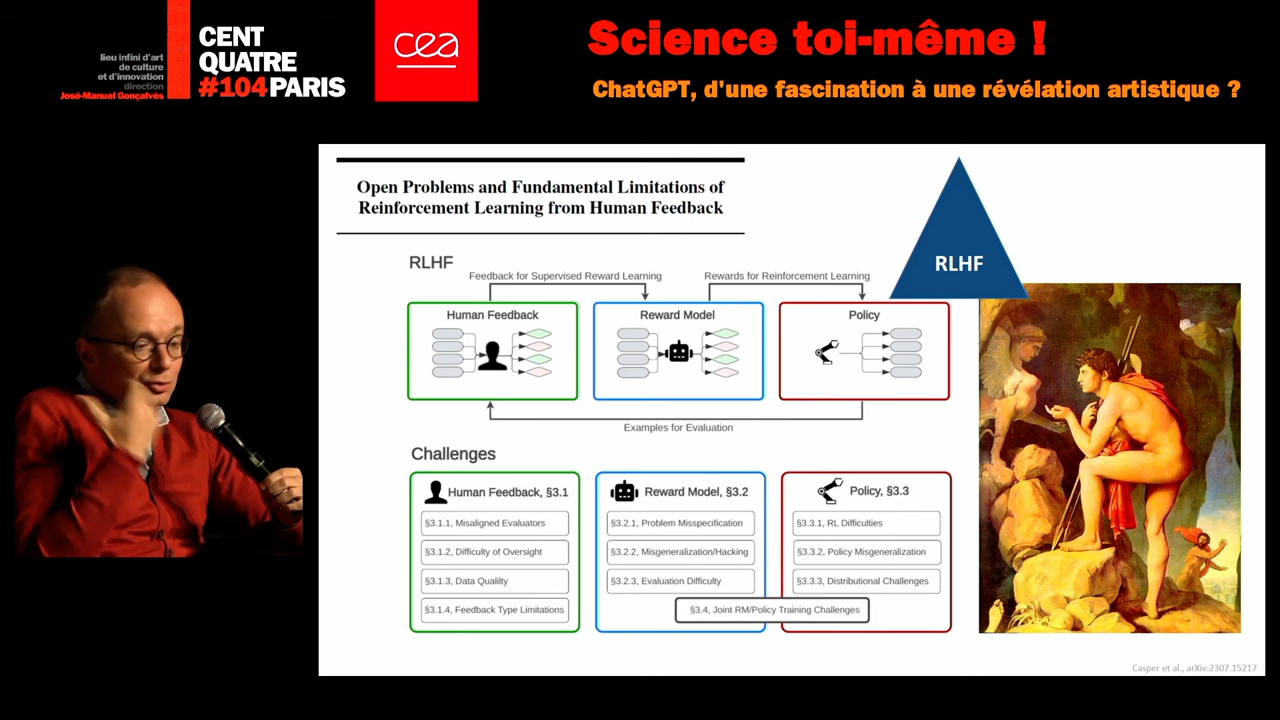 lieu infini d'art
de culture
et d'innovation
direction
José-Manuel Gonçalvès
CENT
QUATRE
#104PARIS
cea
Science toi-même !
ChatGPT, d'une fascination à une révélation artistique ?
Open Problems and Fundamental Limitations of
Reinforcement Learning from Human Feedback
RLHF
RLHF
Feedback for Supervised Reward Learning
Rewards for Reinforcement Learning
Human Feedback
Reward Model
Policy
Examples for Evaluation
Challenges
Human Feedback, §3.1
§3.1.1, Misaligned Evaluators
§3.1.2, Difficulty of Oversight
§3.1.3, Data Qualilty
§3.1.4, Feedback Type Limitations
Reward Model, §3.2
§3.2.1, Problem Misspecification
§3.2.2, Misgeneralization/Hacking
§3.2.3, Evaluation Difficulty
Policy, §3.3
§3.3.1, RL Difficulties
§3.3.2, Policy Misgeneralization
§3.3.3, Distributional Challenges
§3.4, Joint RM/Policy Training Challenges
Casper et al., arXiv:2307.15217